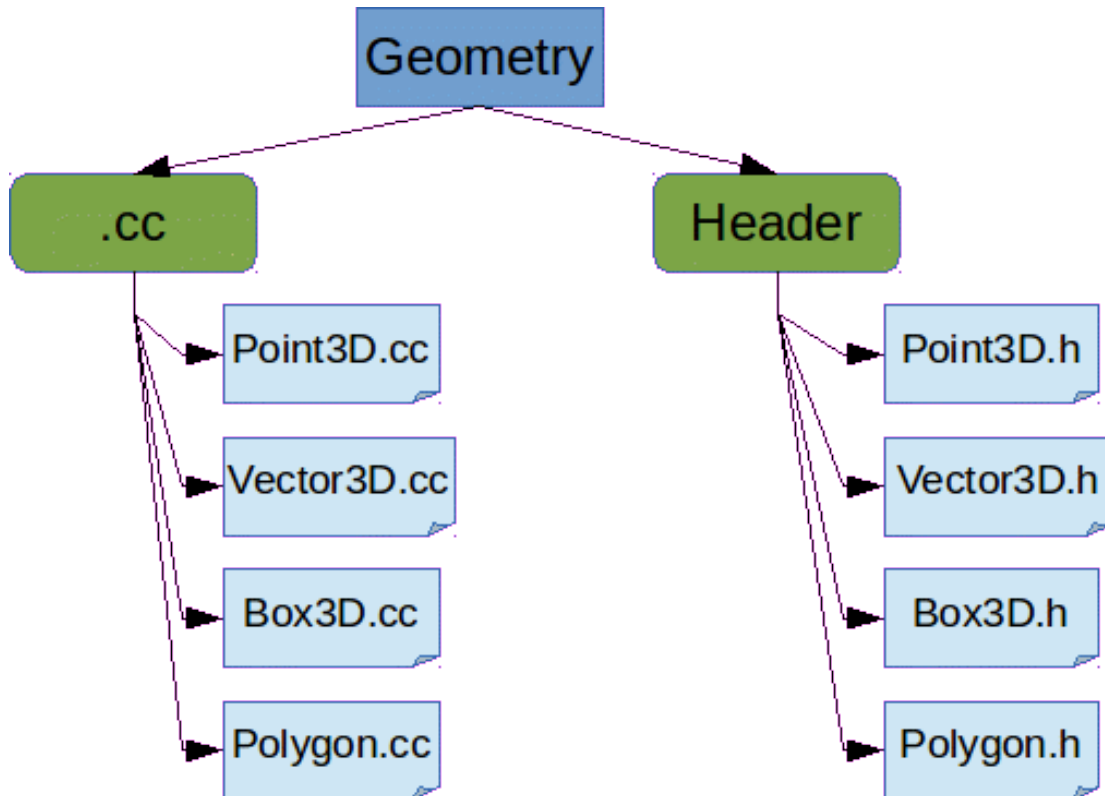 Geometry
.cc
Header
Point3D.cc
Point3D.h
Vector3D.cc
Vector3D.h
Box3D.cc
Box3D.h
Polygon.cc
Polygon.h